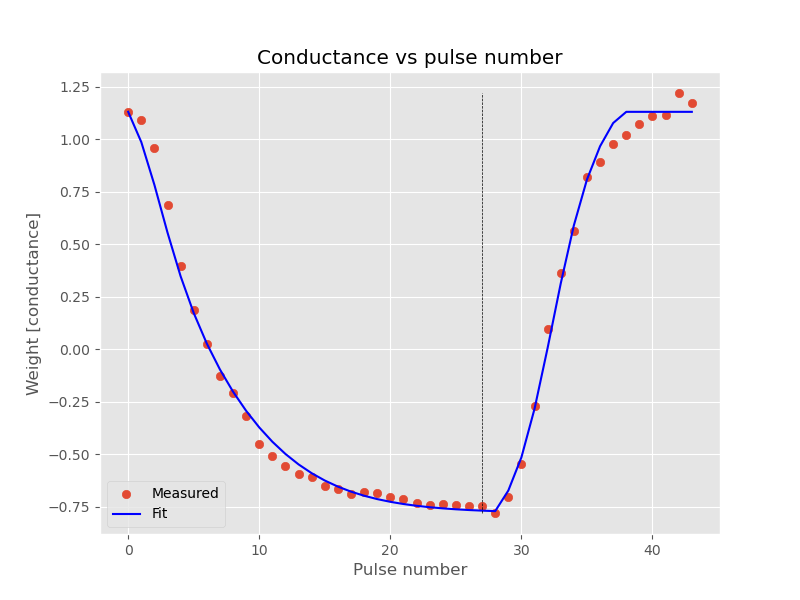 Conductance vs pulse number
Weight [conductance]
1.25
1.00
0.75
0.50
0.25
0.00
−0.25
−0.50
−0.75
Measured
Fit
0
10
20
30
40
Pulse number